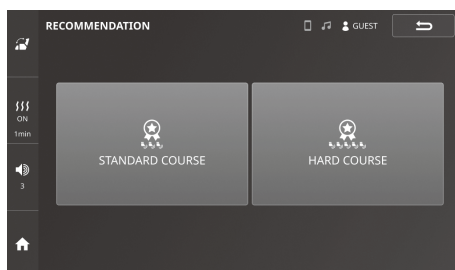 RECOMMENDATION
GUEST
ON
1min
3
STANDARD COURSE
HARD COURSE